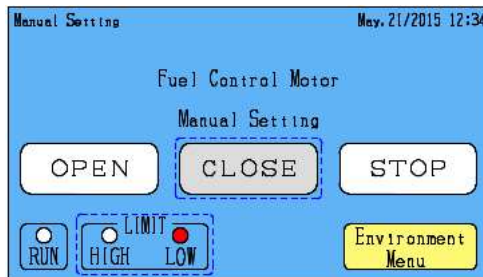 Manual Setting May.21/2015 12:34
Fuel Control Motor
Manual Setting
OPEN CLOSE STOP
LIMIT
RUN HIGH LOW
Environment
Menu